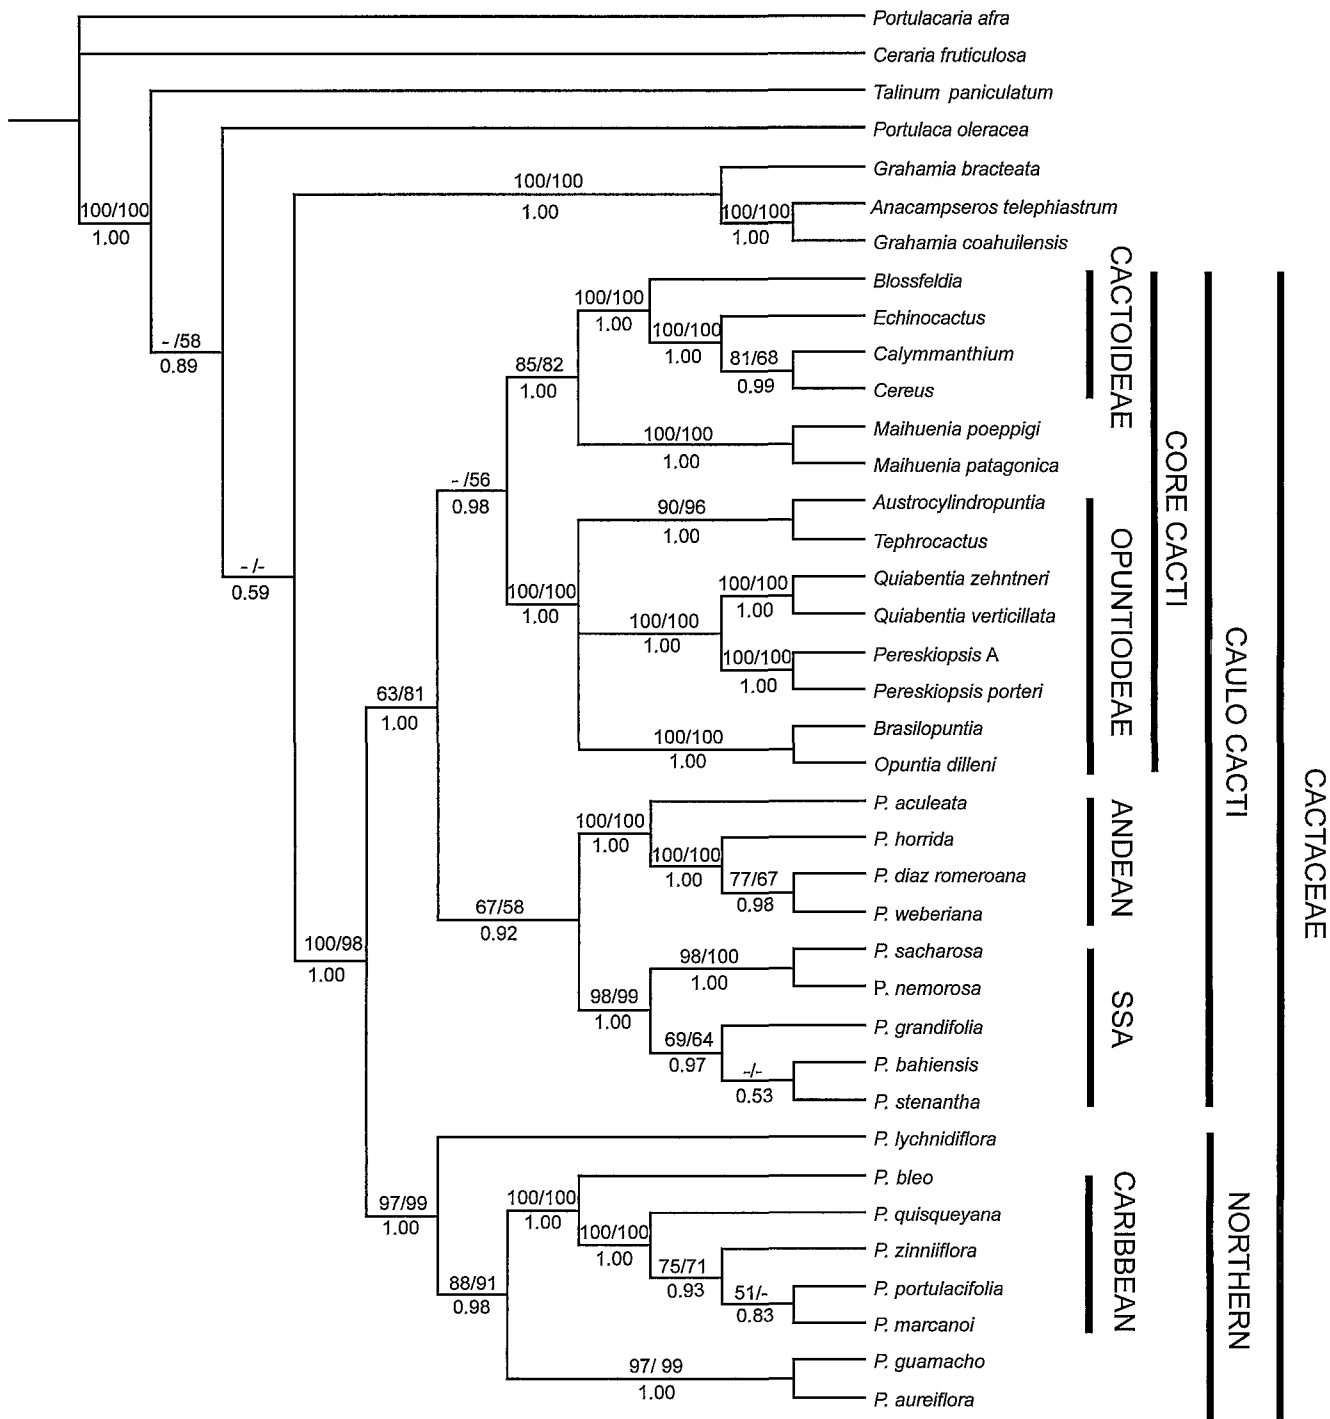 Portulacaria afra
Ceraria fruticulosa
Talinum paniculatum
Portulaca oleracea
Grahamia bracteata
100/100
1.00
Anacampseros telephiastrum
100/100
1.00
Grahamia coahuilensis
100/100
1.00
Blossfeldia
100/100
1.00
Echinocactus
100/100
1.00
Calymmanthium
81/68
0.99
Cereus
- /58
0.89
85/82
1.00
Maihuenia poeppigi
100/100
1.00
Maihuenia patagonica
- /56
0.98
Austrocylindropuntia
90/96
1.00
Tephrocactus
- /-
0.59
Quiabentia zehntneri
100/100
1.00
Quiabentia verticillata
100/100
1.00
100/100
1.00
Pereskiopsis A
100/100
1.00
Pereskiopsis porteri
63/81
1.00
Brasilopuntia
100/100
1.00
Opuntia dilleni
P. aculeata
100/100
1.00
P. horrida
100/100
1.00
P. diaz romeroana
77/67
0.98
P. weberiana
67/58
0.92
P. sacharosa
98/100
1.00
P. nemorosa
100/98
1.00
98/99
1.00
P. grandifolia
69/64
0.97
P. bahiensis
-/-
0.53
P. stenantha
P. lychnidiflora
P. bleo
97/99
1.00
100/100
1.00
P. quisqueyana
100/100
1.00
P. zinniiflora
75/71
0.93
P. portulacifolia
88/91
0.98
51/-
0.83
P. marcanoi
P. guamacho
97/ 99
1.00
P. aureiflora
CACTOIDEAE
OPUNTIODEAE
ANDEAN
SSA
CARIBBEAN
CORE CACTI
CAULO CACTI
NORTHERN
CACTACEAE